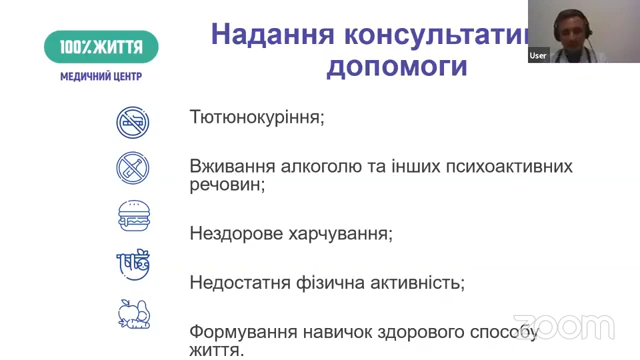 100% ЖИТТЯ
МЕДИЧНИЙ ЦЕНТР
Надання
допомоги
User
Тютюнокуріння;
Вживання алкоголю та інших психоактивних
речовин;
Нездорове харчування;
Недостатня фізична активність;
Формування навичок здорового способу
життя.
zoom